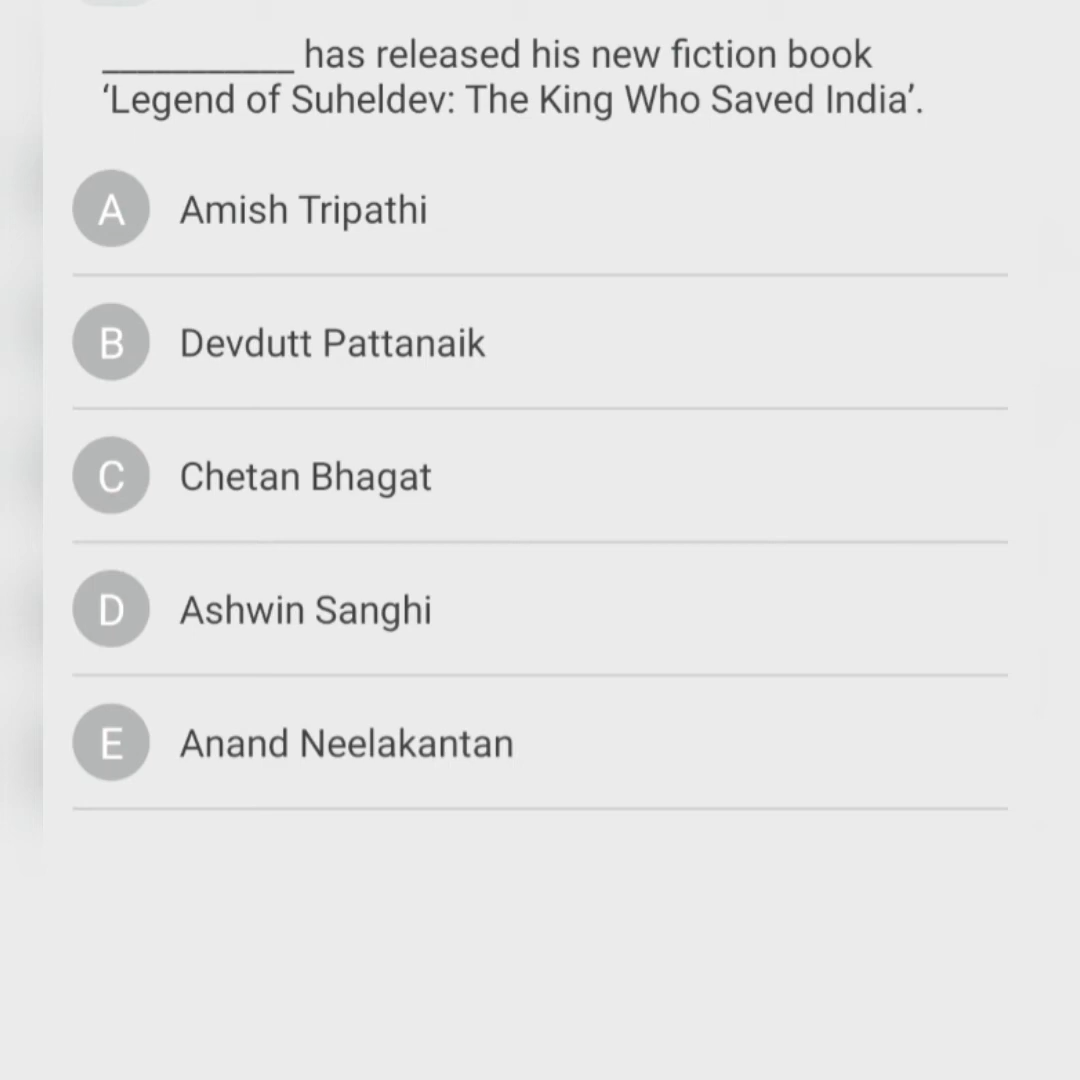 ___________ has released his new fiction book
‘Legend of Suheldev: The King Who Saved India’.
A Amish Tripathi
B Devdutt Pattanaik
C Chetan Bhagat
D Ashwin Sanghi
E Anand Neelakantan